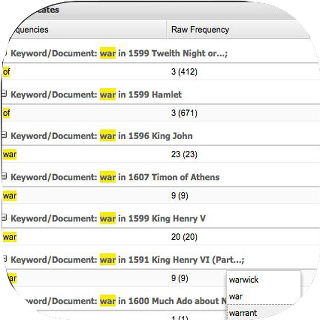 cates
quencies Raw Frequency
Keyword/Document: war in 1599 Twelth Night or...;
of 3 (412)
Keyword/Document: war in 1599 Hamlet
of 3 (671)
Keyword/Document: war in 1596 King John
war 23 (23)
Keyword/Document: war in 1607 Timon of Athens
war 9 (9)
Keyword/Document: war in 1599 King Henry V
war 20 (20)
Keyword/Document: war in 1591 King Henry VI (Part...;
war 9 (9)
warwick
war
Keyword/Document: war in 1600 Much Ado about N
warrant
1 (1)